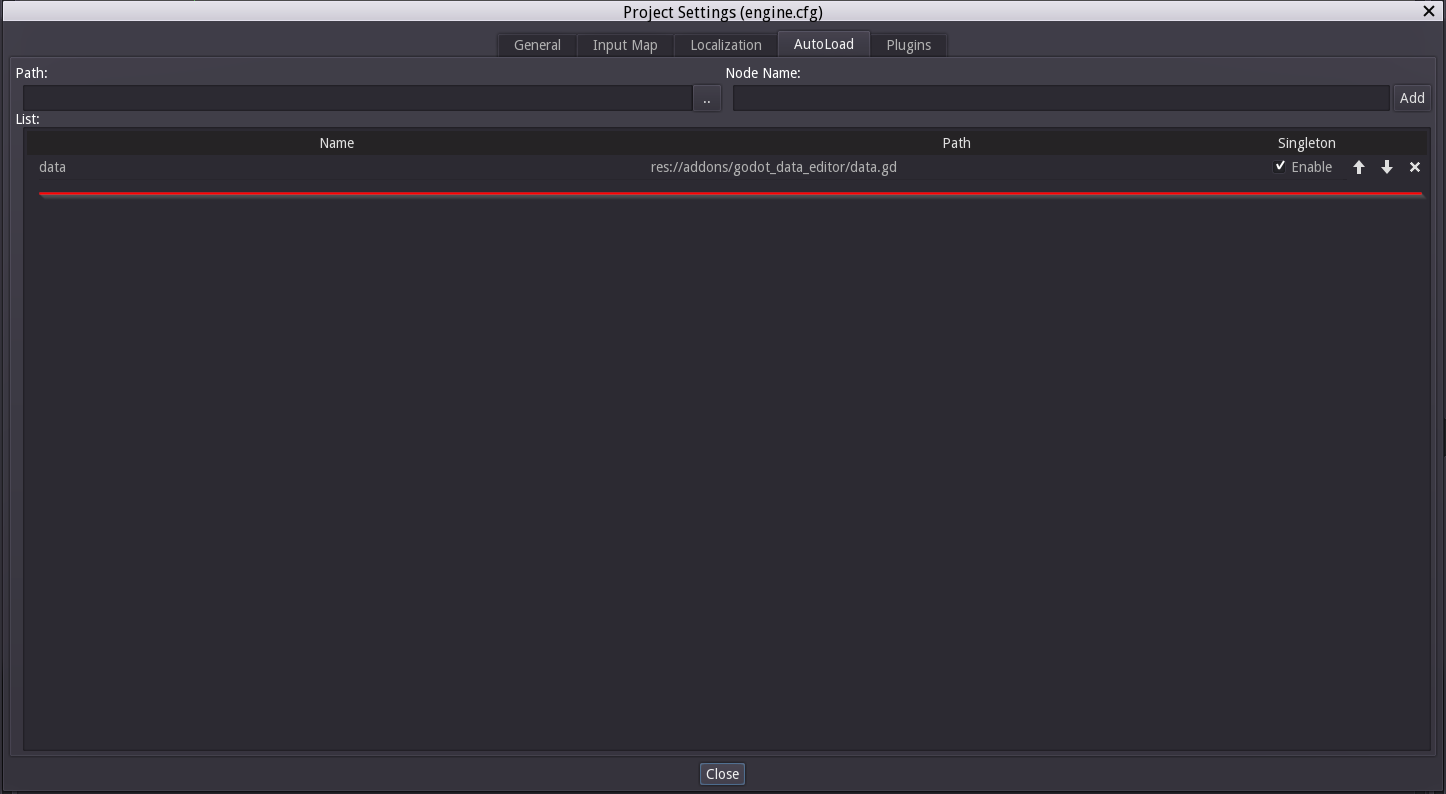 Project Settings (engine.cfg)
General Input Map Localization AutoLoad Plugins
Path: Node Name:
.. Add
List:
Name Path Singleton
data res://addons/godot_data_editor/data.gd Enable
Close